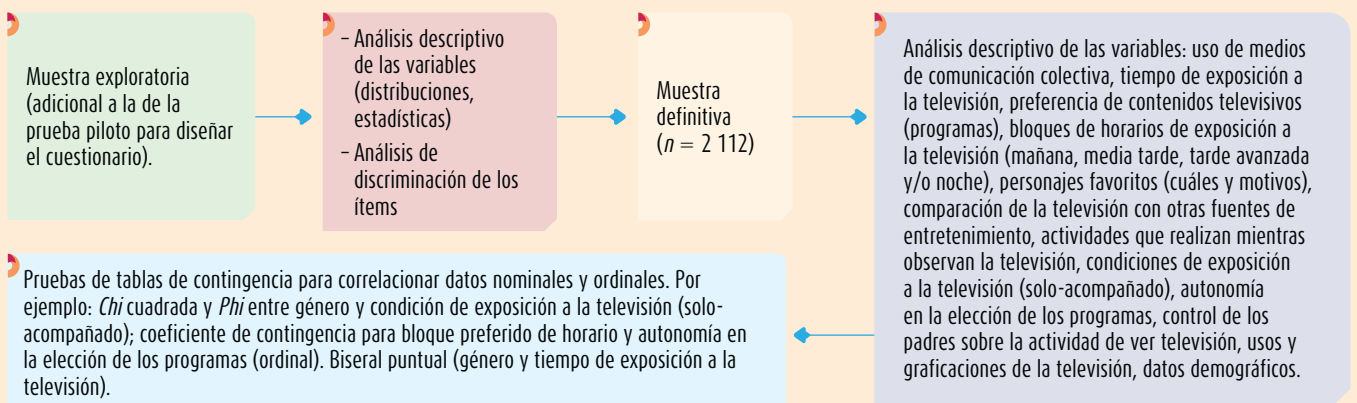 Muestra exploratoria
(adicional a la de la
prueba piloto para diseñar
el cuestionario).
– Análisis descriptivo
de las variables
(distribuciones,
estadísticas)
– Análisis de
discriminación de los
ítems
Muestra
definitiva
(n = 2 112)
Análisis descriptivo de las variables: uso de medios
de comunicación colectiva, tiempo de exposición a
la televisión, preferencia de contenidos televisivos
(programas), bloques de horarios de exposición a
la televisión (mañana, media tarde, tarde avanzada
y/o noche), personajes favoritos (cuáles y motivos),
comparación de la televisión con otras fuentes de
entretenimiento, actividades que realizan mientras
observan la televisión, condiciones de exposición
a la televisión (solo-acompañado), autonomía
en la elección de los programas, control de los
padres sobre la actividad de ver televisión, usos y
graficaciones de la televisión, datos demográficos.
Pruebas de tablas de contingencia para correlacionar datos nominales y ordinales. Por
ejemplo: Chi cuadrada y Phi entre género y condición de exposición a la televisión (solo-
acompañado); coeficiente de contingencia para bloque preferido de horario y autonomía en
la elección de los programas (ordinal). Biseral puntual (género y tiempo de exposición a la
televisión).